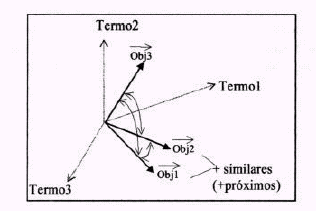 Termo2
Obj3
Termo1
Obj2
Obj1
+ similares
(+próximos)
Termo3